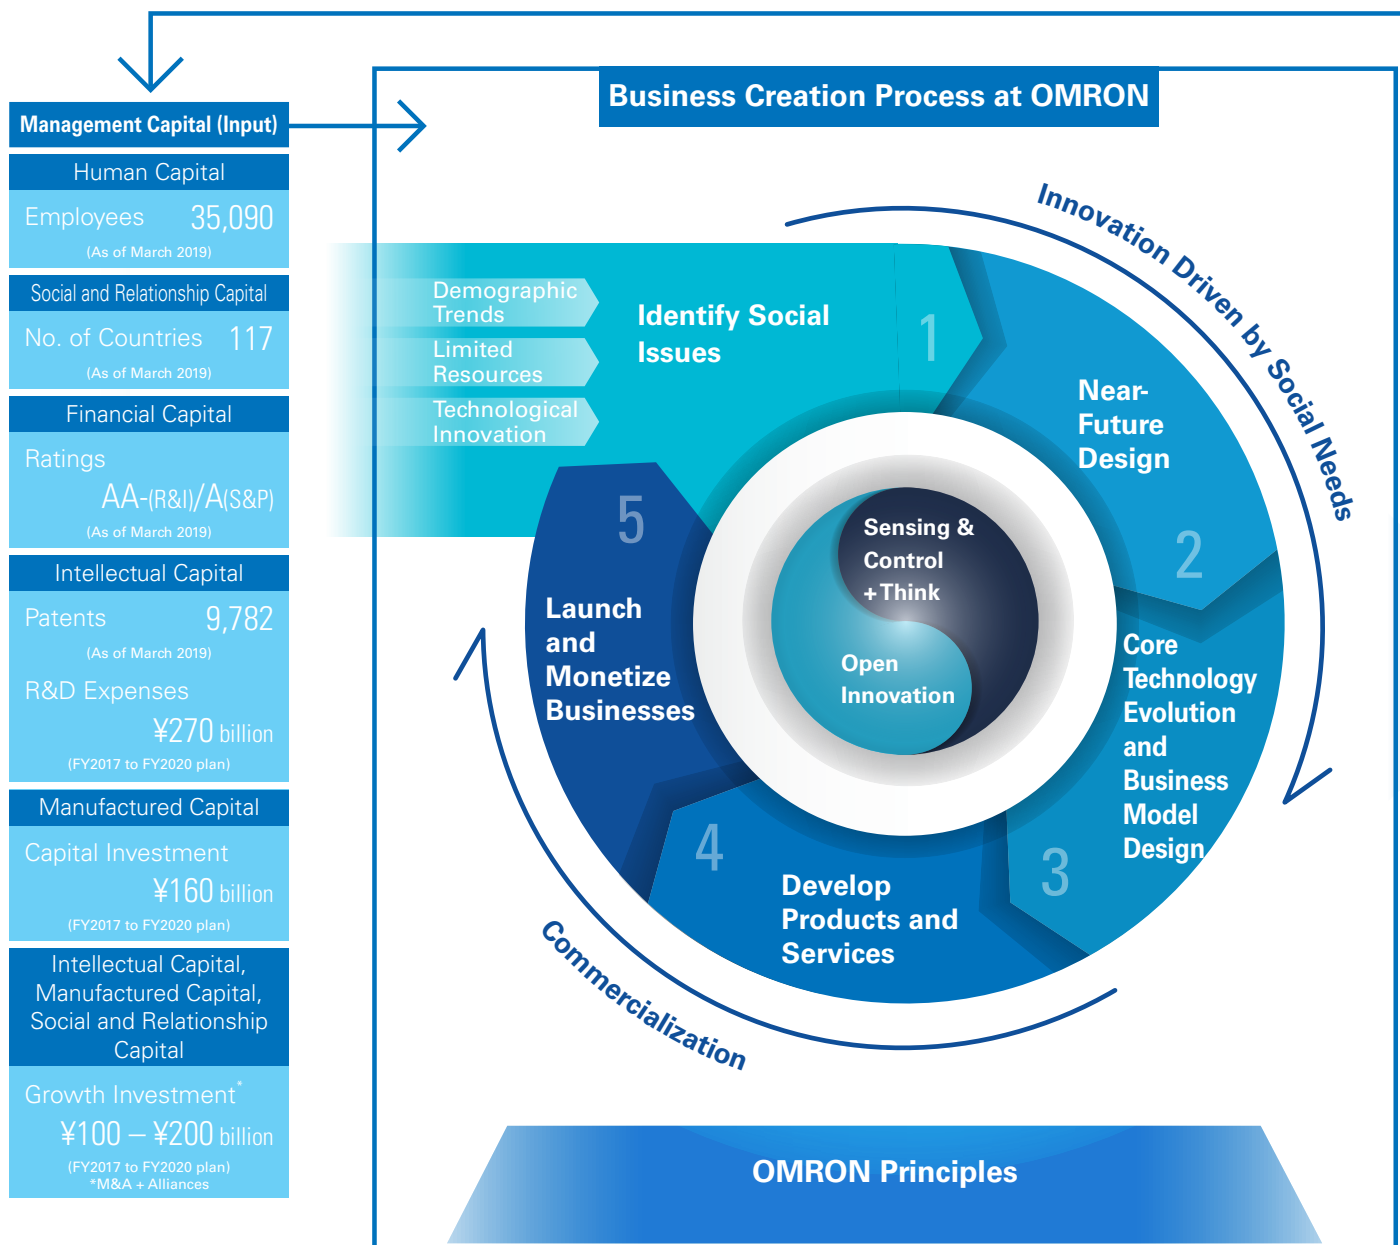 Management Capital (Input)
Human Capital
Employees 35,090
(As of March 2019)
Social and Relationship Capital
No. of Countries 117
(As of March 2019)
Financial Capital
Ratings
AA-(R&I)/A(S&P)
(As of March 2019)
Intellectual Capital
Patents 9,782
(As of March 2019)
R&D Expenses
¥270 billion
(FY2017 to FY2020 plan)
Manufactured Capital
Capital Investment
¥160 billion
(FY2017 to FY2020 plan)
Intellectual Capital,
Manufactured Capital,
Social and Relationship
Capital
Growth Investment*
¥100 – ¥200 billion
(FY2017 to FY2020 plan)
*M&A + Alliances
Business Creation Process at OMRON
Innovation Driven by Social Needs
Demographic
Trends
Limited
Resources
Technological
Innovation
Identify Social
Issues
1
Near-
Future
Design
2
Core
Technology
Evolution
and
Business
Model
Design
3
Develop
Products and
Services
4
Launch
and
Monetize
Businesses
5
Sensing &
Control
+ Think
Open
Innovation
Commercialization
OMRON Principles